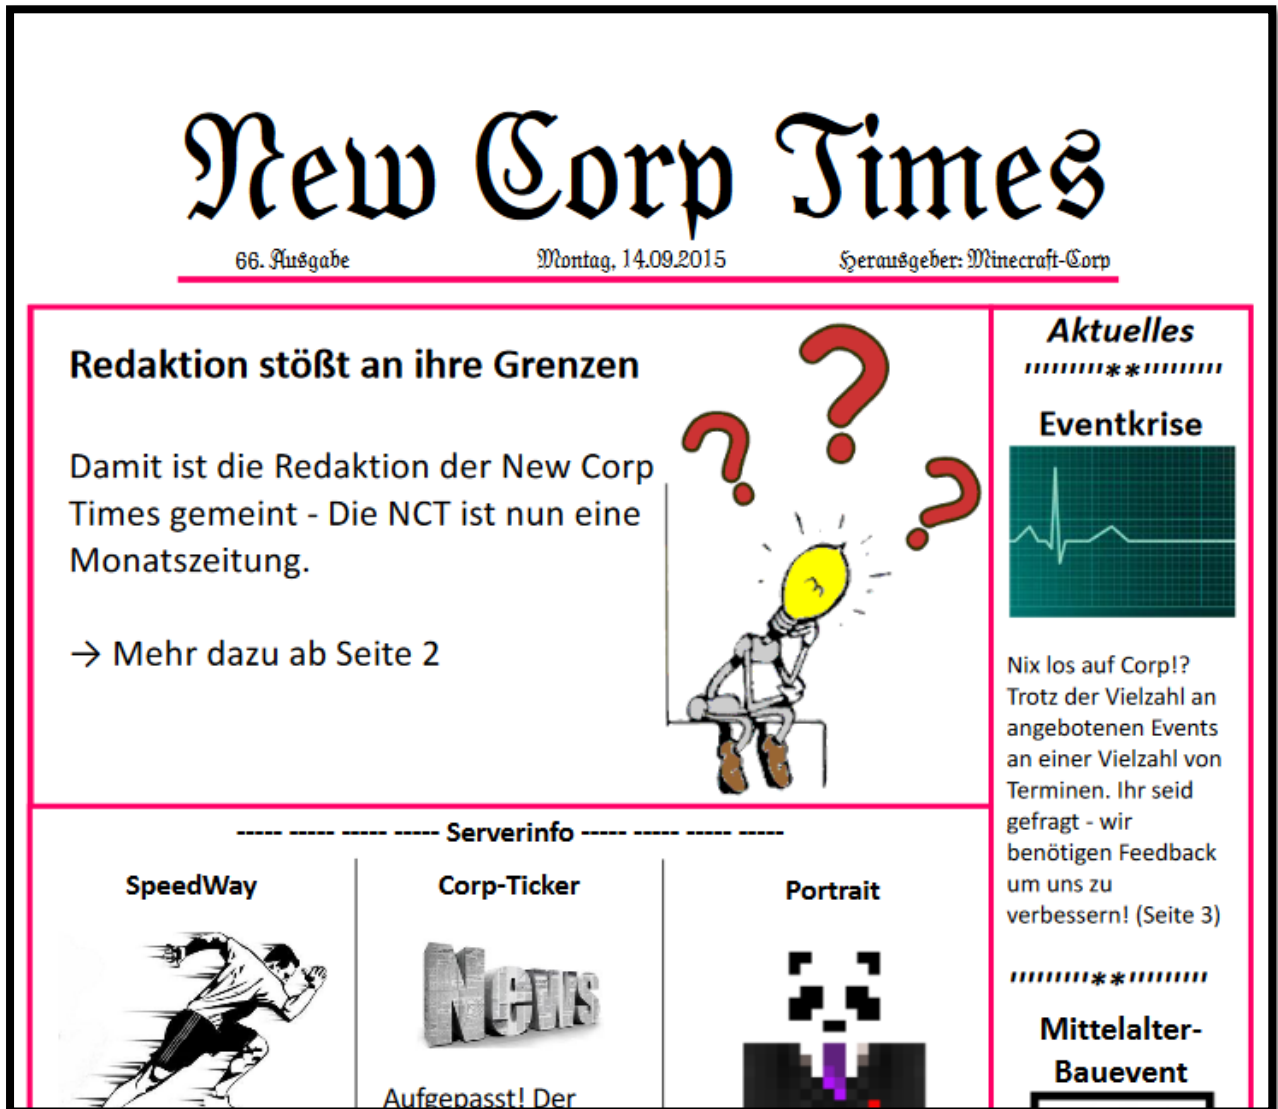 New Corp Times
66. Ausgabe Montag, 14.09.2015 Herausgeber: Minecraft-Corp
Redaktion stößt an ihre Grenzen
Damit ist die Redaktion der New Corp
Times gemeint - Die NCT ist nun eine
Monatszeitung.
→ Mehr dazu ab Seite 2
Aktuelles
'''''''''**'''''''''
Eventkrise
Nix los auf Corp!?
Trotz der Vielzahl an
angebotenen Events
an einer Vielzahl von
Terminen. Ihr seid
gefragt - wir
benötigen Feedback
um uns zu
verbessern! (Seite 3)
'''''''''**'''''''''
Mittelalter-
Bauevent
----- ----- ----- ----- Serverinfo ----- ----- ----- -----
SpeedWay
Corp-Ticker
News
Aufgepasst! Der
Portrait